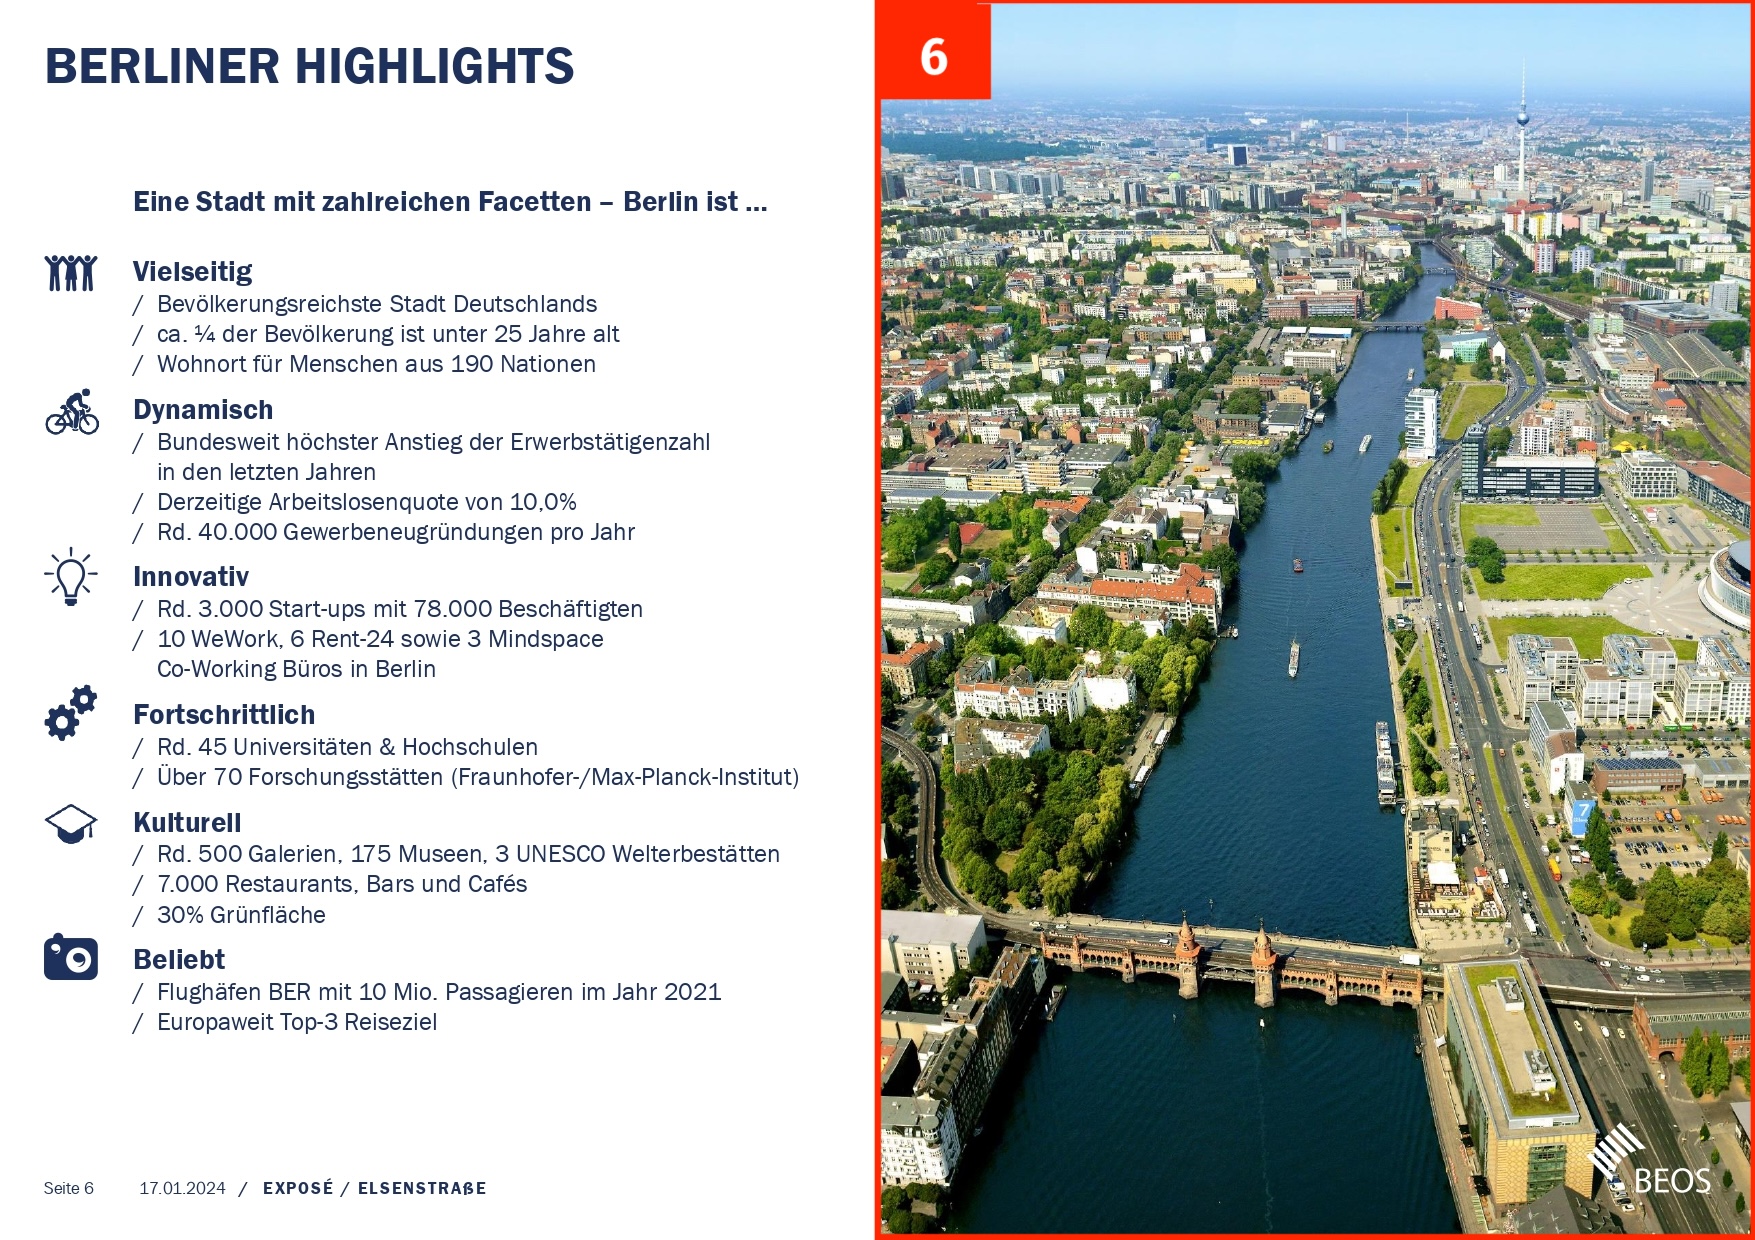 BERLINER HIGHLIGHTS
Eine Stadt mit zahlreichen Facetten – Berlin ist ...
Vielseitig
/ Bevölkerungsreichste Stadt Deutschlands
/ ca. ¼ der Bevölkerung ist unter 25 Jahre alt
/ Wohnort für Menschen aus 190 Nationen
Dynamisch
/ Bundesweit höchster Anstieg der Erwerbstätigenzahl
in den letzten Jahren
/ Derzeitige Arbeitslosenquote von 10,0%
/ Rd. 40.000 Gewerbeneugründungen pro Jahr
Innovativ
/ Rd. 3.000 Start-ups mit 78.000 Beschäftigten
/ 10 WeWork, 6 Rent-24 sowie 3 Mindspace
Co-Working Büros in Berlin
Fortschrittlich
/ Rd. 45 Universitäten & Hochschulen
/ Über 70 Forschungsstätten (Fraunhofer-/Max-Planck-Institut)
Kulturell
/ Rd. 500 Galerien, 175 Museen, 3 UNESCO Welterbestätten
/ 7.000 Restaurants, Bars und Cafés
/ 30% Grünfläche
Beliebt
/ Flughäfen BER mit 10 Mio. Passagieren im Jahr 2021
/ Europaweit Top-3 Reiseziel
Seite 6 17.01.2024 / EXPOSÉ / ELSENSTRAßE
6
7
BEOS